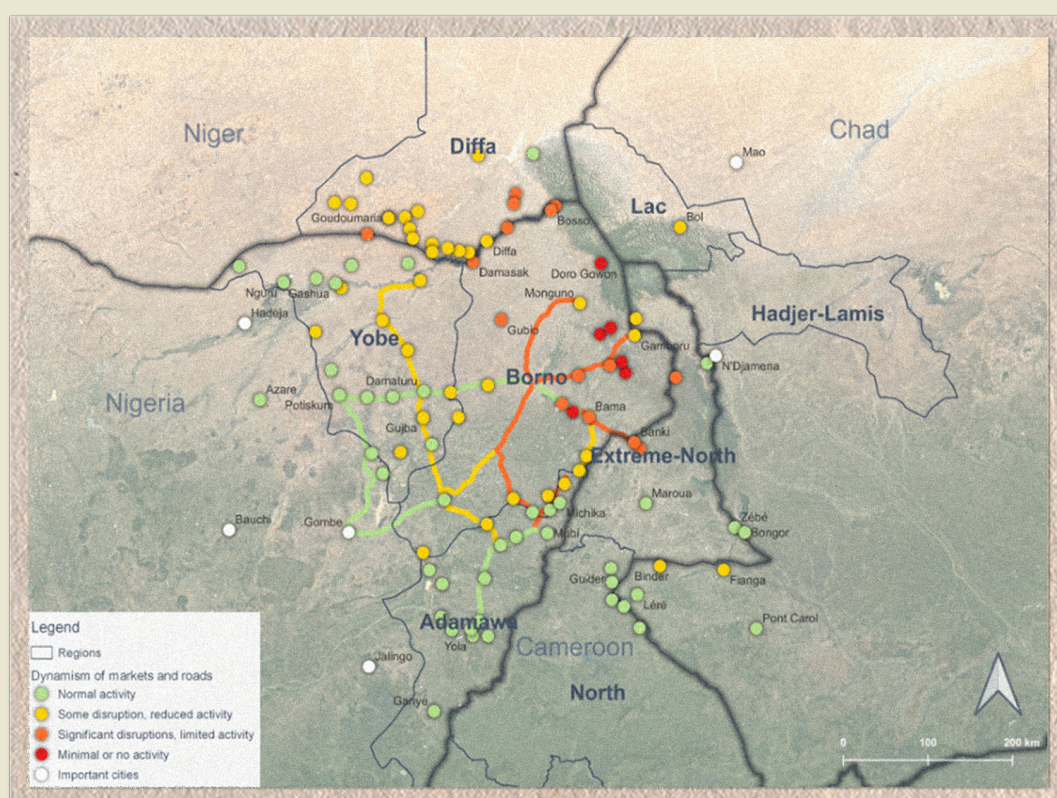 Niger
Diffa
Chad
Mao
Lac
Bol
Goudoumaria
Bosso
Diffa
Damasak
Doro Gowon
Nguru
Gashua
Monguno
Hadeja
Gubio
Hadjer-Lamis
Yobe
Gamboru
N'Djamena
Borno
Damaturu
Azare
Potiskum
Nigeria
Bama
Gujba
Banki
Extreme-North
Maroua
Michika
Bauchi
Gombe
Mubi
Zébé
Bongor
Guider
Binder
Fianga
Léré
Pont Carol
Adamawa
Yola
Cameroon
Jalingo
North
Ganye
Legend
Regions
Dynamism of markets and roads
Normal activity
Some disruption, reduced activity
Significant disruptions, limited activity
Minimal or no activity
Important cities
0 100 200 km